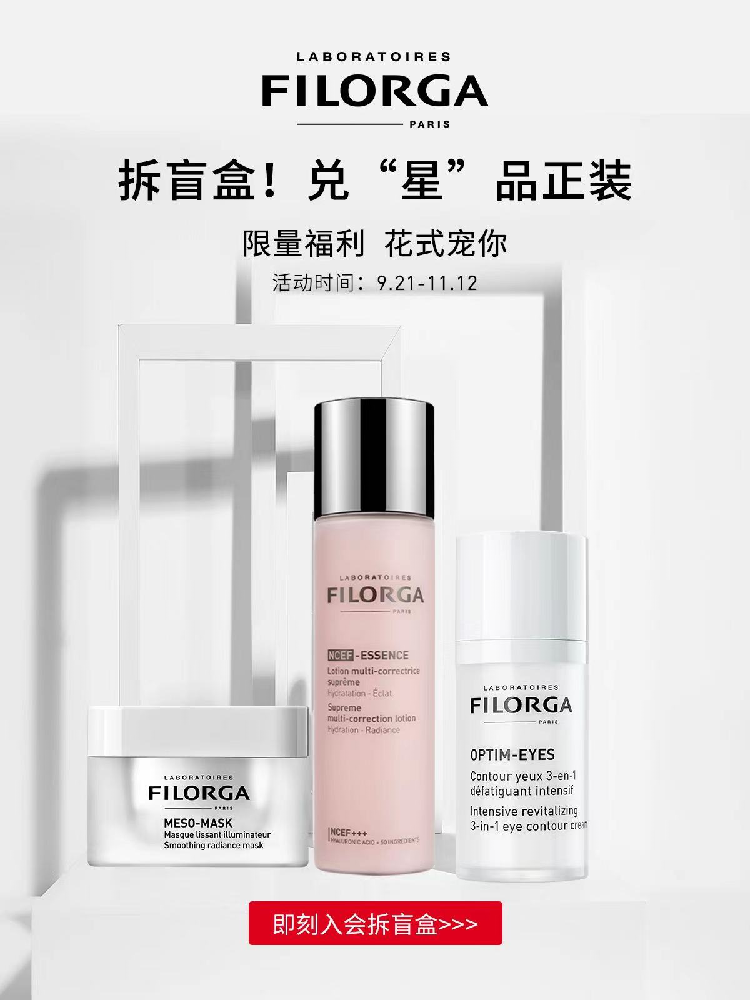 LABORATOIRES
FILORGA
PARIS
拆盲盒！兑“星”品正装
限量福利 花式宠你
活动时间：9.21-11.12
LABORATOIRES
FILORGA
PARIS
MESO-MASK
Masque lissant illuminateur
Smoothing radiance mask
LABORATOIRES
FILORGA
PARIS
NCEF-ESSENCE
Lotion multi-correctrice
suprême
Hydratation - Éclat
Supreme
multi-correction lotion
Hydration - Radiance
NCEF+++
HYALURONIC ACID + 50 INGREDIENTS
LABORATOIRES
FILORGA
PARIS
OPTIM-EYES
Contour yeux 3-en-1
défatiguant intensif
Intensive revitalizing
3-in-1 eye contour cream
即刻入会拆盲盒>>>